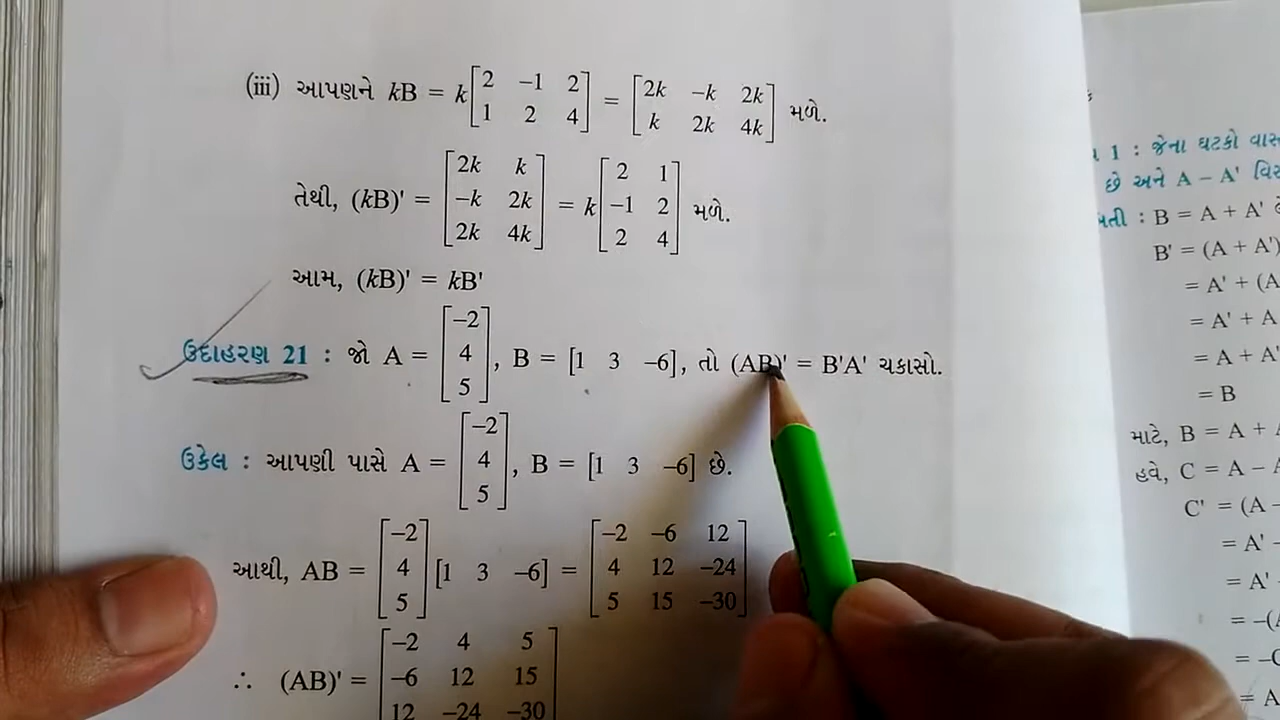 (iii) આપણને kB = k[2 −1 2; 1 2 4] = [2k −k 2k; k 2k 4k] મળે.
તેથી, (kB)' = [2k k; −k 2k; 2k 4k] = k[2 1; −1 2; 2 4] મળે.
આમ, (kB)' = kB'
ઉદાહરણ 21 : જો A = [−2; 4; 5], B = [1 3 −6], તો (AB)' = B'A' ચકાસો.
ઉકેલ : આપણી પાસે A = [−2; 4; 5], B = [1 3 −6] છે.
આથી, AB = [−2; 4; 5] [1 3 −6] = [−2 −6 12; 4 12 −24; 5 15 −30]
∴ (AB)' = [−2 4 5; −6 12 15; 12 −24 −30]
1 : જેના ઘટકો
છે અને A − A'
: B = A + A'
B' = (A + A')
= A' + (A
= A' + A
= A + A'
= B
માટે, B = A +
હવે, C = A −
C' = (A −
= A' −
= A'
= −(
= −C